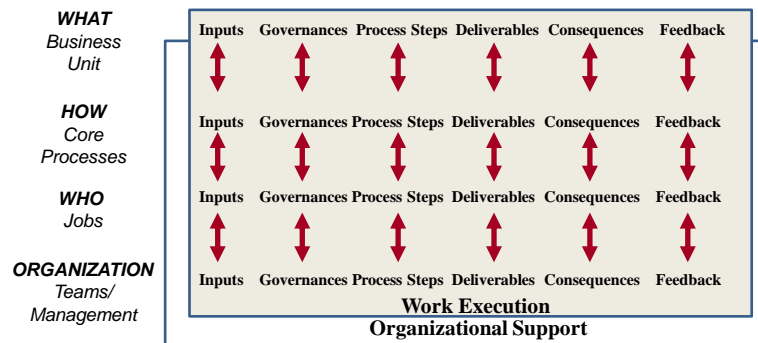 WHAT
Business
Unit
Inputs Governances Process Steps Deliverables Consequences Feedback
HOW
Core
Processes
Inputs Governances Process Steps Deliverables Consequences Feedback
WHO
Jobs
Inputs Governances Process Steps Deliverables Consequences Feedback
ORGANIZATION
Teams/
Management
Inputs Governances Process Steps Deliverables Consequences Feedback
Work Execution
Organizational Support